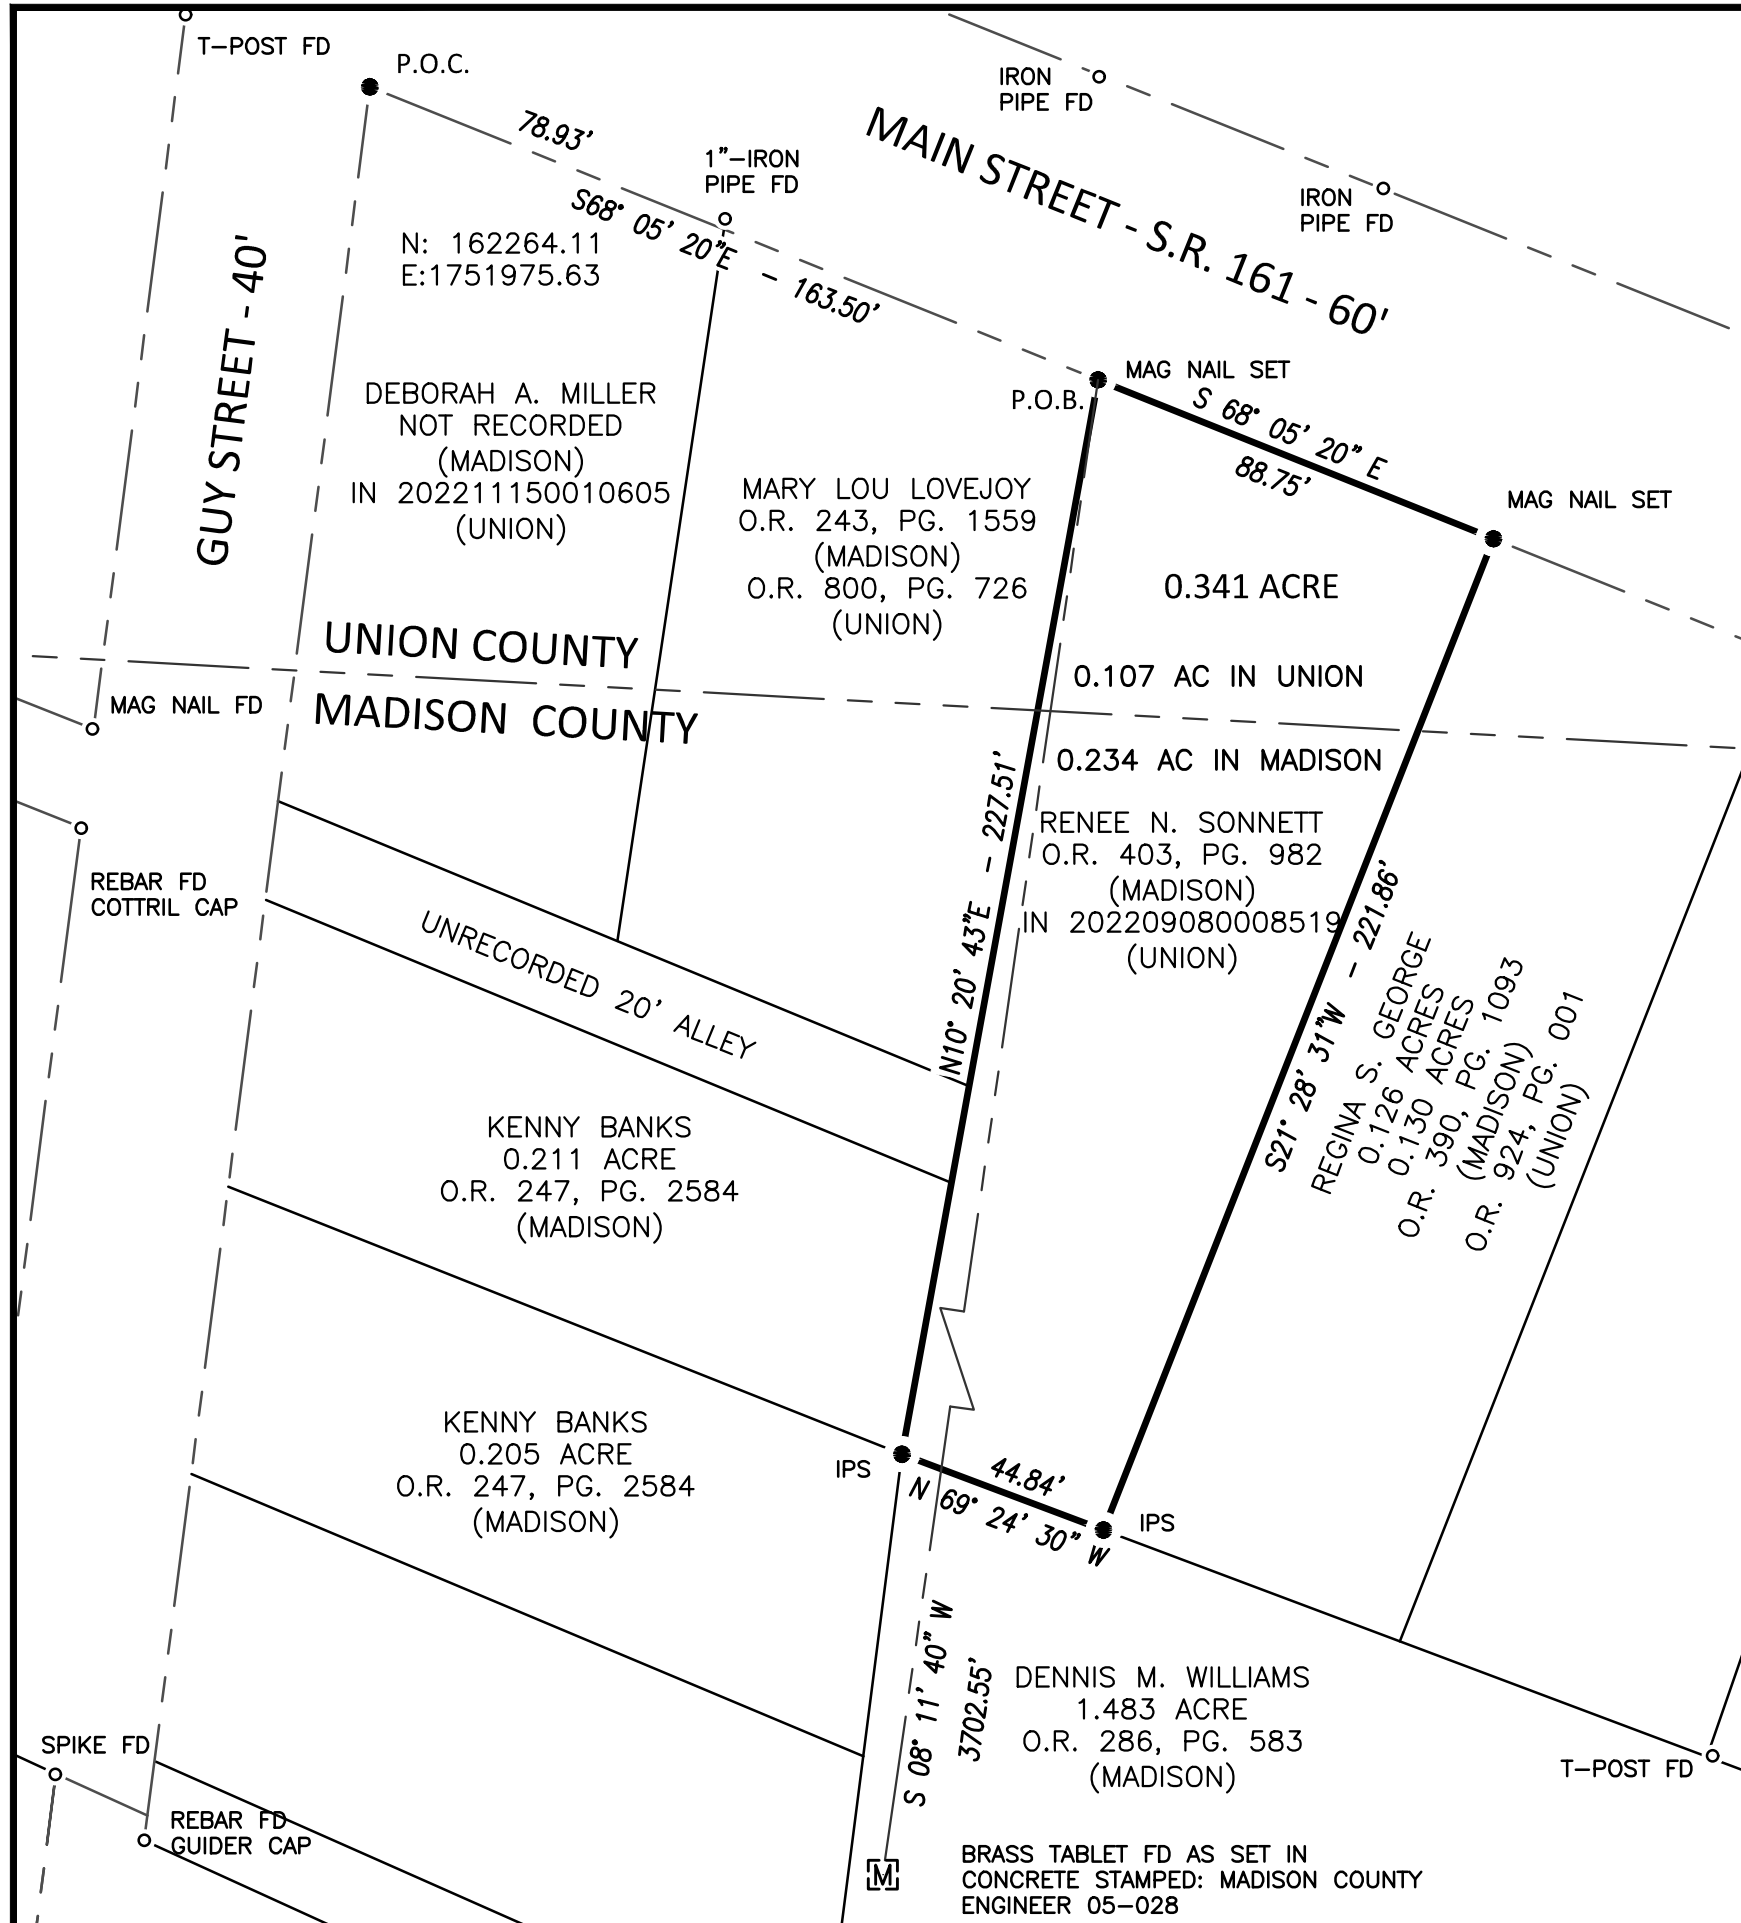 T-POST FD
P.O.C.
IRON
PIPE FD
78.93'
1"-IRON
PIPE FD
MAIN STREET - S.R. 161 - 60'
IRON
PIPE FD
S68° 05' 20"E - 163.50'
N: 162264.11
E:1751975.63
GUY STREET - 40'
MAG NAIL SET
P.O.B.
S 68° 05' 20" E
88.75'
MAG NAIL SET
DEBORAH A. MILLER
NOT RECORDED
(MADISON)
IN 202211150010605
(UNION)
MARY LOU LOVEJOY
O.R. 243, PG. 1559
(MADISON)
O.R. 800, PG. 726
(UNION)
0.341 ACRE
UNION COUNTY
MADISON COUNTY
0.107 AC IN UNION
0.234 AC IN MADISON
MAG NAIL FD
N10° 20' 43"E - 227.51'
RENEE N. SONNETT
O.R. 403, PG. 982
(MADISON)
IN 202209080008519
(UNION)
REBAR FD
COTTRIL CAP
UNRECORDED 20' ALLEY
S21° 28' 31"W - 221.86'
REGINA S. GEORGE
0.126 ACRES
0.130 ACRES
O.R. 390, PG. 1093
(MADISON)
O.R. 924, PG. 001
(UNION)
KENNY BANKS
0.211 ACRE
O.R. 247, PG. 2584
(MADISON)
KENNY BANKS
0.205 ACRE
O.R. 247, PG. 2584
(MADISON)
IPS
44.84'
N 69° 24' 30" W
IPS
S 08° 11' 40" W
3702.55'
DENNIS M. WILLIAMS
1.483 ACRE
O.R. 286, PG. 583
(MADISON)
SPIKE FD
T-POST FD
REBAR FD
GUIDER CAP
M
BRASS TABLET FD AS SET IN
CONCRETE STAMPED: MADISON COUNTY
ENGINEER 05-028